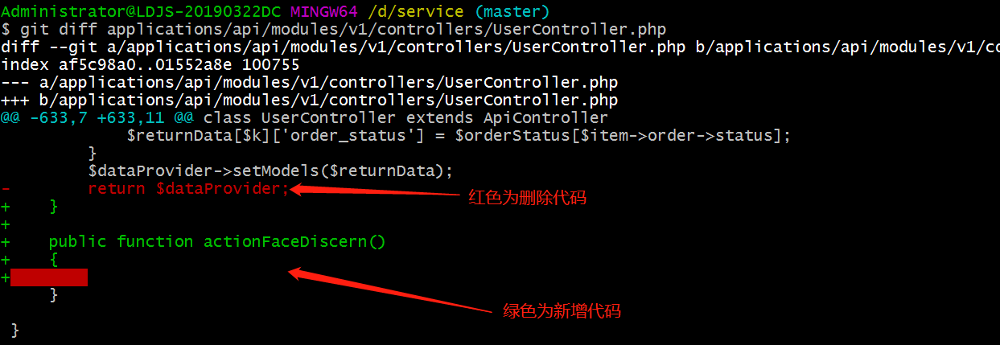 Administrator@LDJS-20190322DC MINGW64 /d/service (master)
$ git diff applications/api/modules/v1/controllers/UserController.php
diff --git a/applications/api/modules/v1/controllers/UserController.php b/applications/api/modules/v1/co
index af5c98a0..01552a8e 100755
--- a/applications/api/modules/v1/controllers/UserController.php
+++ b/applications/api/modules/v1/controllers/UserController.php
@@ -633,7 +633,11 @@ class UserController extends ApiController
             $returnData[$k]['order_status'] = $orderStatus[$item->order->status];
         }
         $dataProvider->setModels($returnData);
-        return $dataProvider; 红色为删除代码
+    }
+
+    public function actionFaceDiscern()
+    {
+
     }
绿色为新增代码
 }